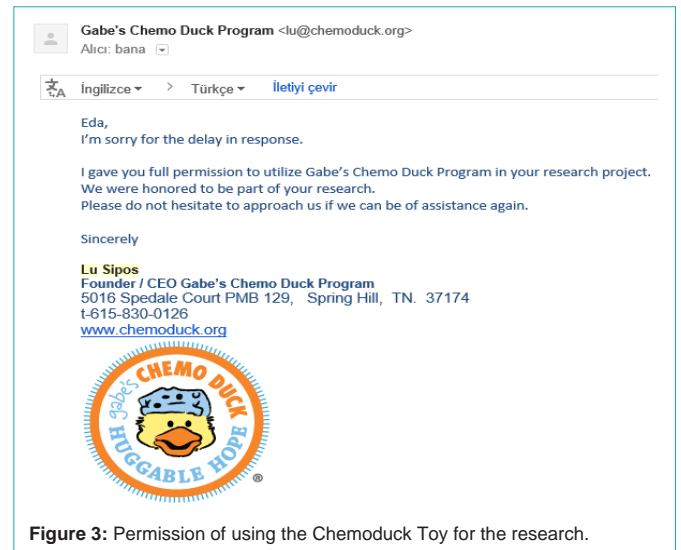 Gabe's Chemo Duck Program <lu@chemoduck.org>
Alıcı: bana
İngilizce > Türkçe İletiyi çevir
Eda,
I'm sorry for the delay in response.
I gave you full permission to utilize Gabe's Chemo Duck Program in your research project.
We were honored to be part of your research.
Please do not hesitate to approach us if we can be of assistance again.
Sincerely
Lu Sipos
Founder / CEO Gabe's Chemo Duck Program
5016 Spedale Court PMB 129, Spring Hill, TN. 37174
t-615-830-0126
www.chemoduck.org
gabe's CHEMO DUCK
HUGGABLE HOPE
®
Figure 3: Permission of using the Chemoduck Toy for the research.